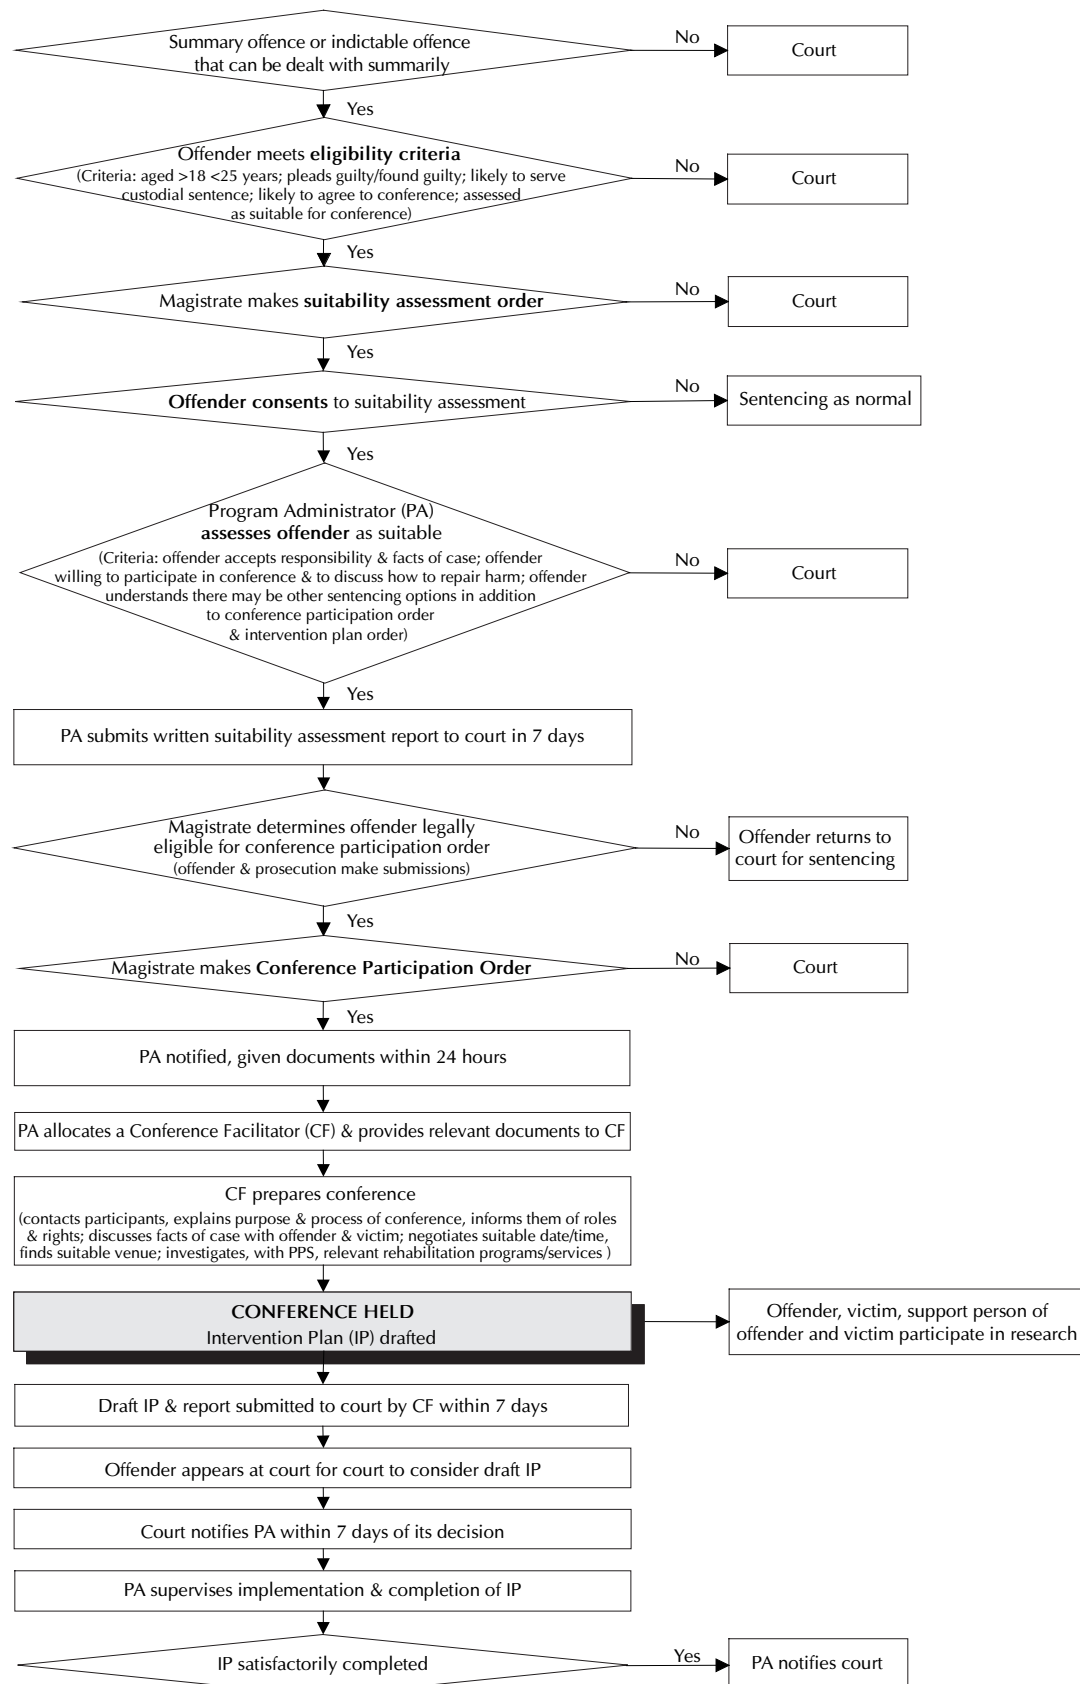 Summary offence or indictable offence
that can be dealt with summarily
No
Court
Yes
Offender meets eligibility criteria
(Criteria: aged >18 <25 years; pleads guilty/found guilty; likely to serve
custodial sentence; likely to agree to conference; assessed
as suitable for conference)
No
Court
Yes
Magistrate makes suitability assessment order
No
Court
Yes
Offender consents to suitability assessment
No
Sentencing as normal
Yes
Program Administrator (PA)
assesses offender as suitable
(Criteria: offender accepts responsibility & facts of case; offender
willing to participate in conference & to discuss how to repair harm; offender
understands there may be other sentencing options in addition
to conference participation order
& intervention plan order)
No
Court
Yes
PA submits written suitability assessment report to court in 7 days
Magistrate determines offender legally
eligible for conference participation order
(offender & prosecution make submissions)
No
Offender returns to
court for sentencing
Yes
Magistrate makes Conference Participation Order
No
Court
Yes
PA notified, given documents within 24 hours
PA allocates a Conference Facilitator (CF) & provides relevant documents to CF
CF prepares conference
(contacts participants, explains purpose & process of conference, informs them of roles
& rights; discusses facts of case with offender & victim; negotiates suitable date/time,
finds suitable venue; investigates, with PPS, relevant rehabilitation programs/services )
CONFERENCE HELD
Intervention Plan (IP) drafted
Offender, victim, support person of
offender and victim participate in research
Draft IP & report submitted to court by CF within 7 days
Offender appears at court for court to consider draft IP
Court notifies PA within 7 days of its decision
PA supervises implementation & completion of IP
IP satisfactorily completed
Yes
PA notifies court